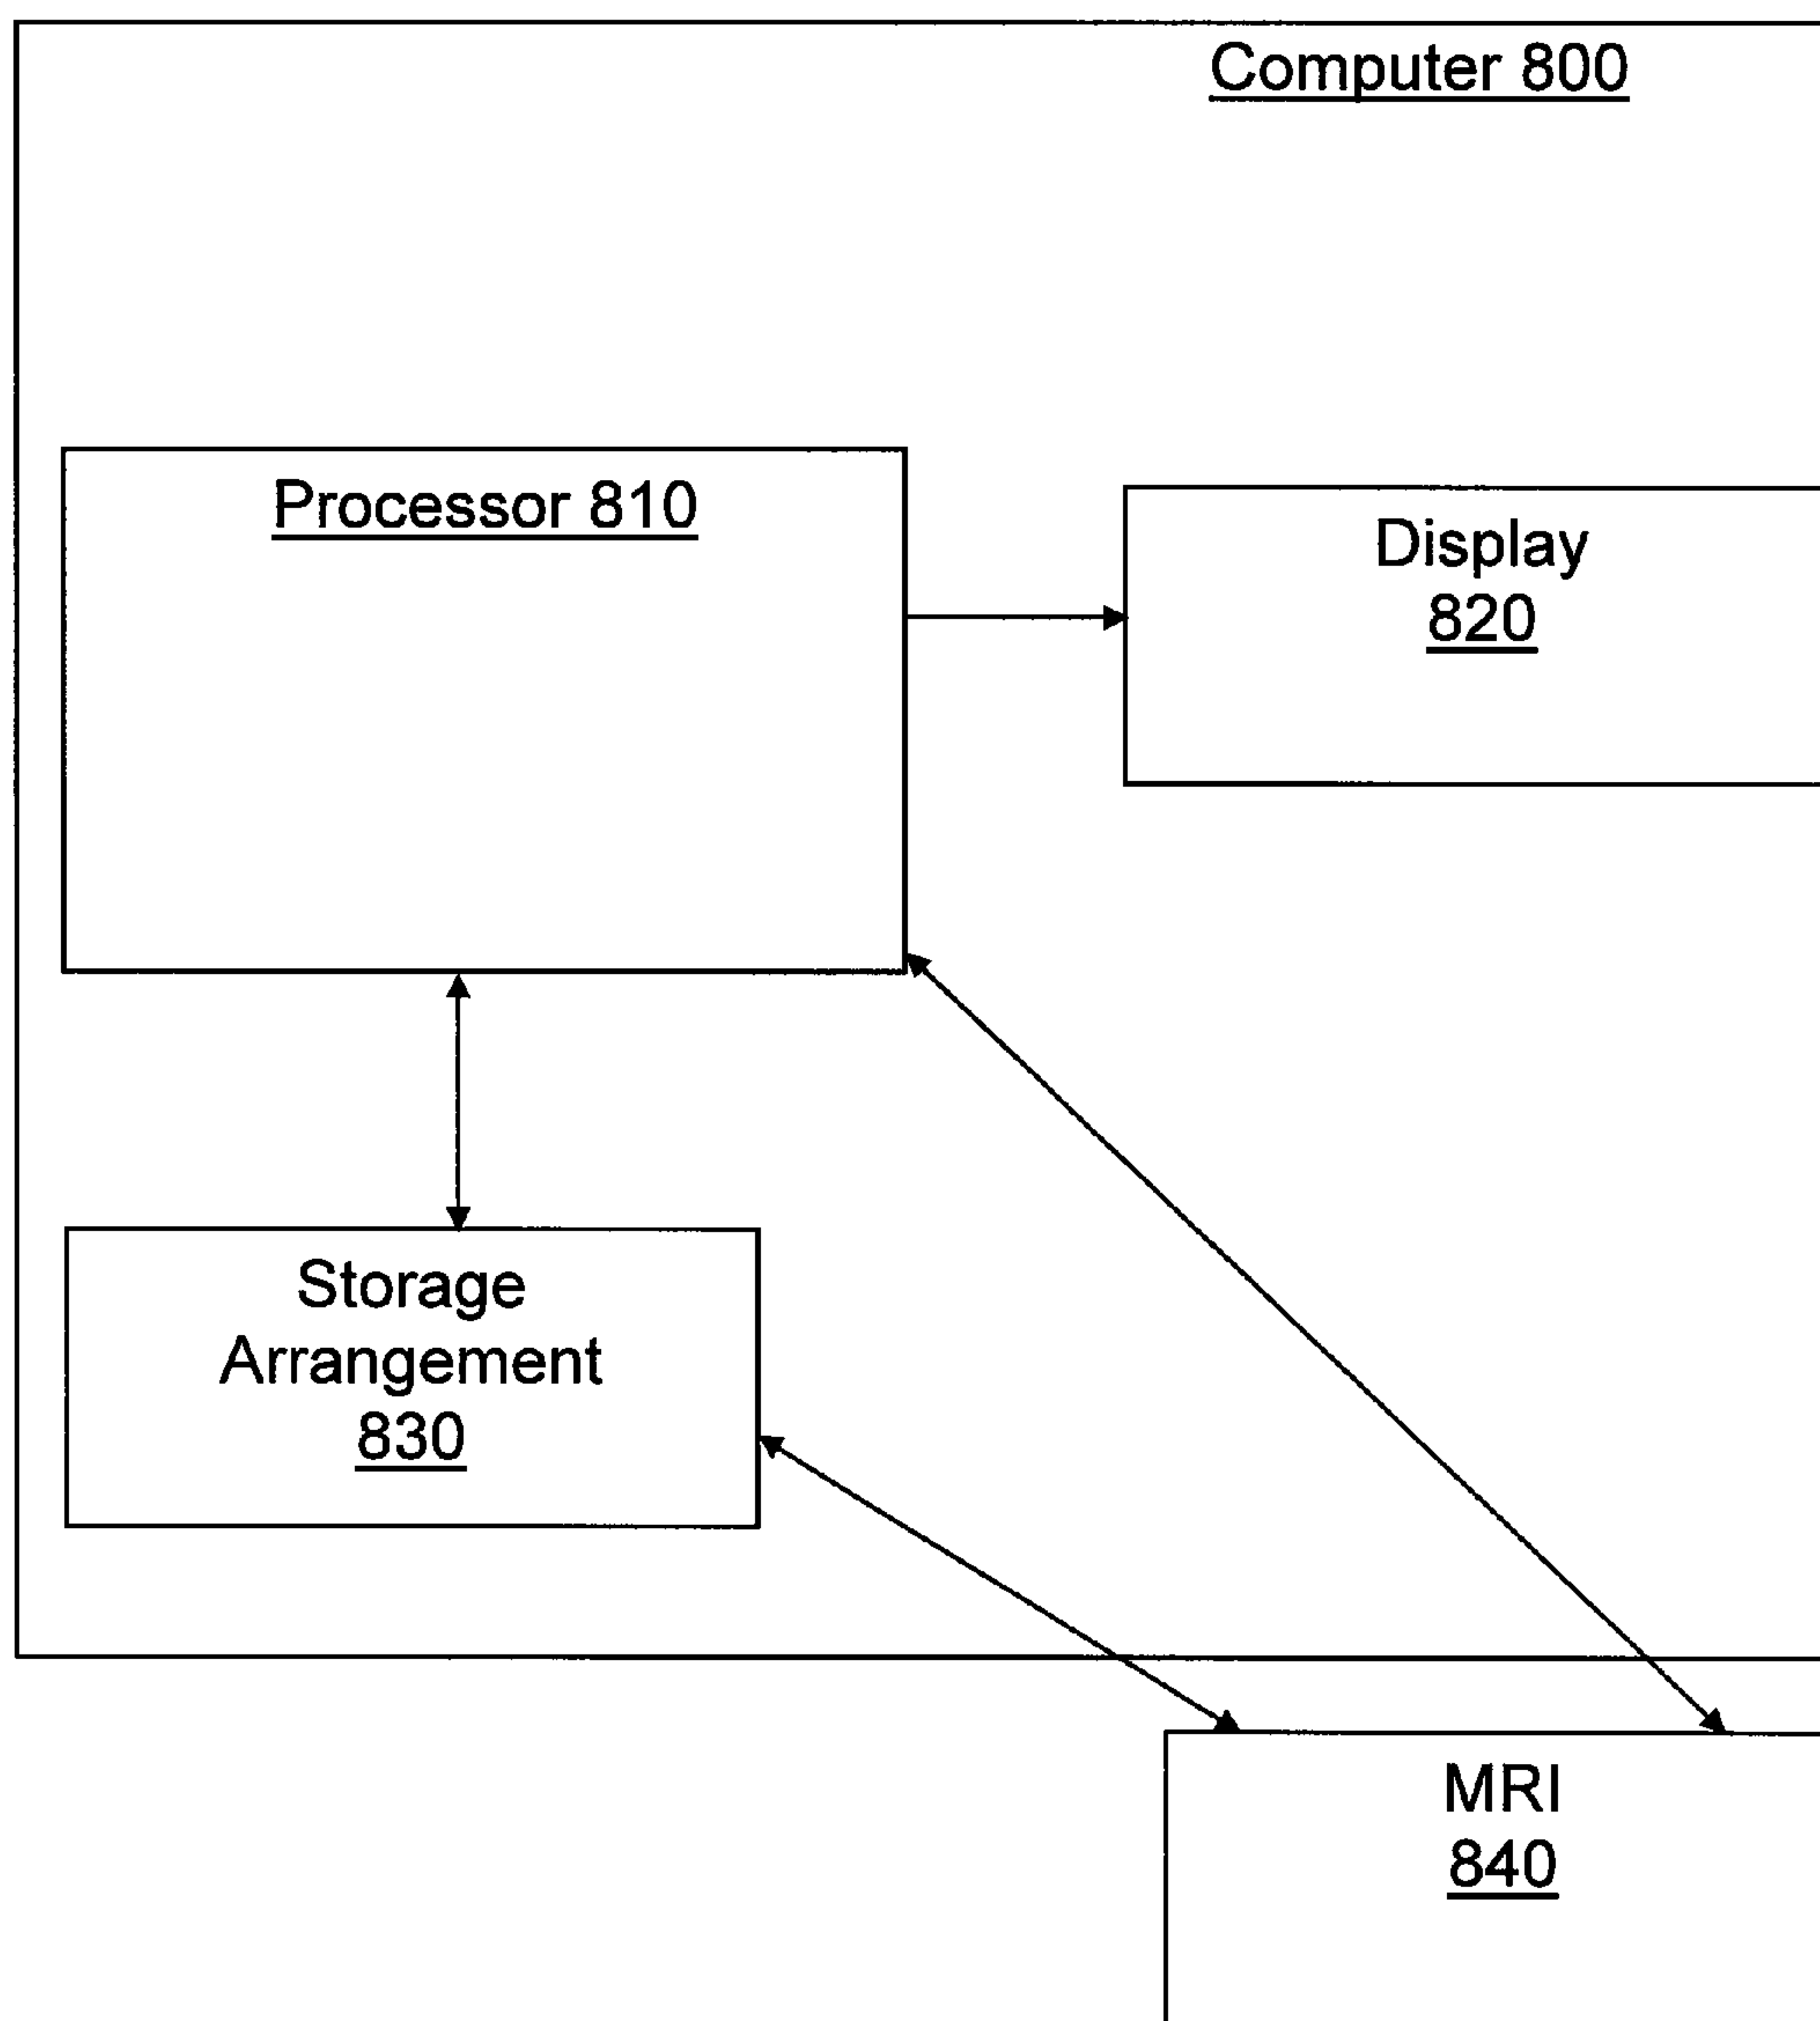 Computer 800
Processor 810
Display
820
Storage
Arrangement
830
MRI
840